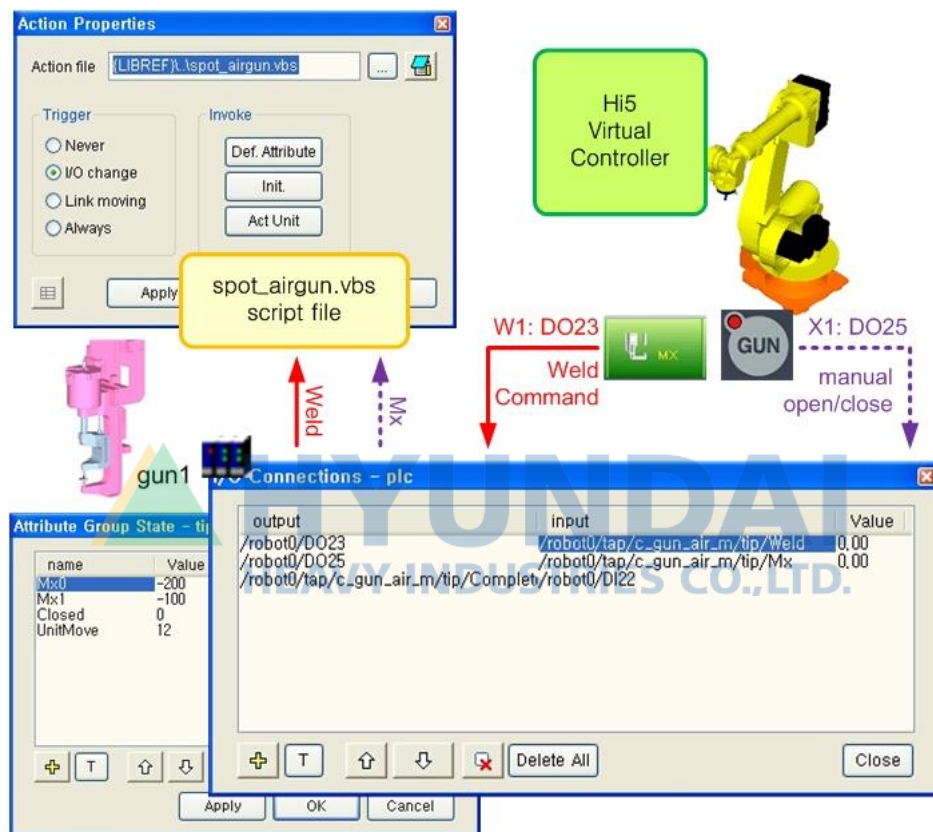 Action Properties
Action file
{LIBREF}\..\spot_airgun.vbs
...
Trigger
Never
I/O change
Link moving
Always
Invoke
Def. Attribute
Init.
Act Unit
Apply
spot_airgun.vbs
script file
Hi5
Virtual
Controller
W1: DO23
Weld
Command
MX
GUN
X1: DO25
manual
open/close
Weld
Mx
gun1
I/O Connections - plc
output input Value
/robot0/DO23 /robot0/tap/c_gun_air_m/tip/Weld 0.00
/robot0/DO25 /robot0/tap/c_gun_air_m/tip/Mx 0.00
/robot0/tap/c_gun_air_m/tip/Complet /robot0/DI22
T
Delete All
Close
Attribute Group State - tip
name Value
Mx0 -200
Mx1 -100
Closed 0
UnitMove 12
T
Apply
OK
Cancel
HYUNDAI
HEAVY INDUSTRIES CO.,LTD.